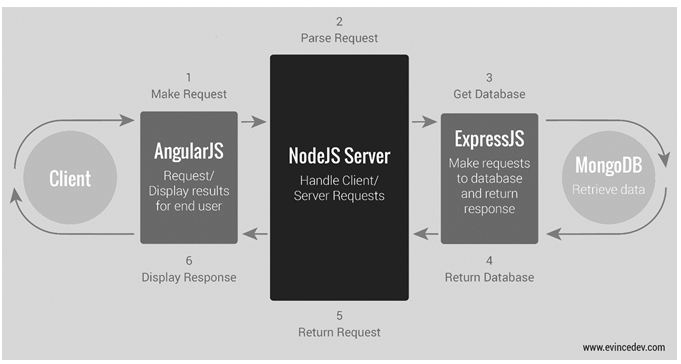 2
Parse Request
1
Make Request
3
Get Database
Client
AngularJS
Request/
Display results
for end user
NodeJS Server
Handle Client/
Server Requests
ExpressJS
Make requests
to database
and return
response
MongoDB
Retrieve data
6
Display Response
4
Return Database
5
Return Request
www.evincedev.com